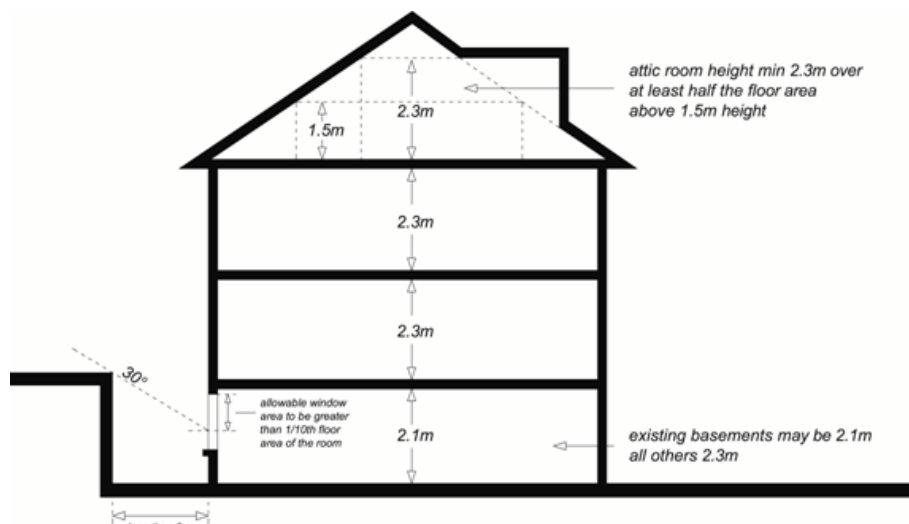 attic room height min 2.3m over
at least half the floor area
above 1.5m height
2.3m
1.5m
2.3m
2.3m
30°
allowable window
area to be greater
than 1/10th floor
area of the room
2.1m
existing basements may be 2.1m
all others 2.3m